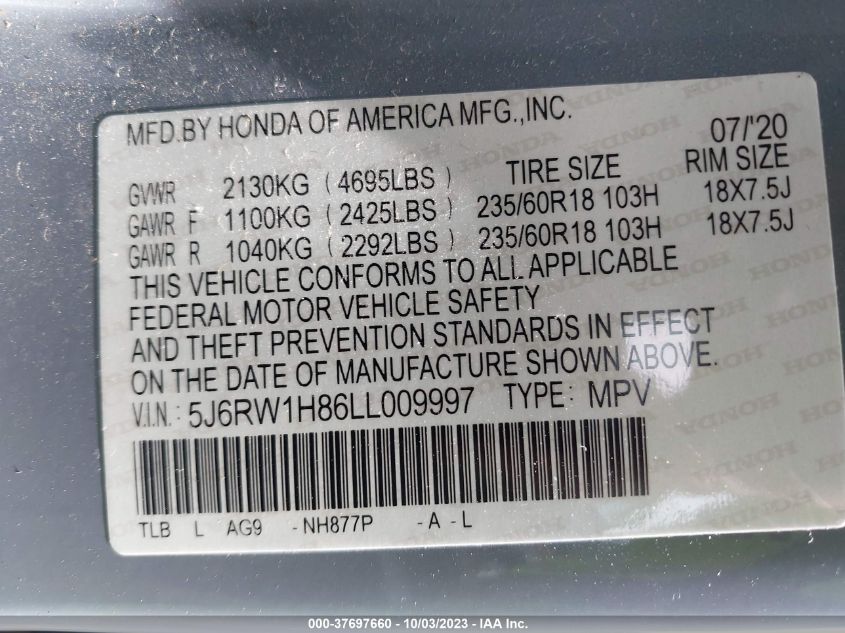 MFD.BY HONDA OF AMERICA MFG.,INC. 07/'20
GVWR 2130KG (4695LBS) TIRE SIZE RIM SIZE
GAWR F 1100KG (2425LBS) 235/60R18 103H 18X7.5J
GAWR R 1040KG (2292LBS) 235/60R18 103H 18X7.5J
THIS VEHICLE CONFORMS TO ALL APPLICABLE
FEDERAL MOTOR VEHICLE SAFETY
AND THEFT PREVENTION STANDARDS IN EFFECT
ON THE DATE OF MANUFACTURE SHOWN ABOVE.
V.I.N.: 5J6RW1H86LL009997 TYPE: MPV
TLB L AG9 -NH877P -A -L
000-37697660 - 10/03/2023 - IAA Inc.